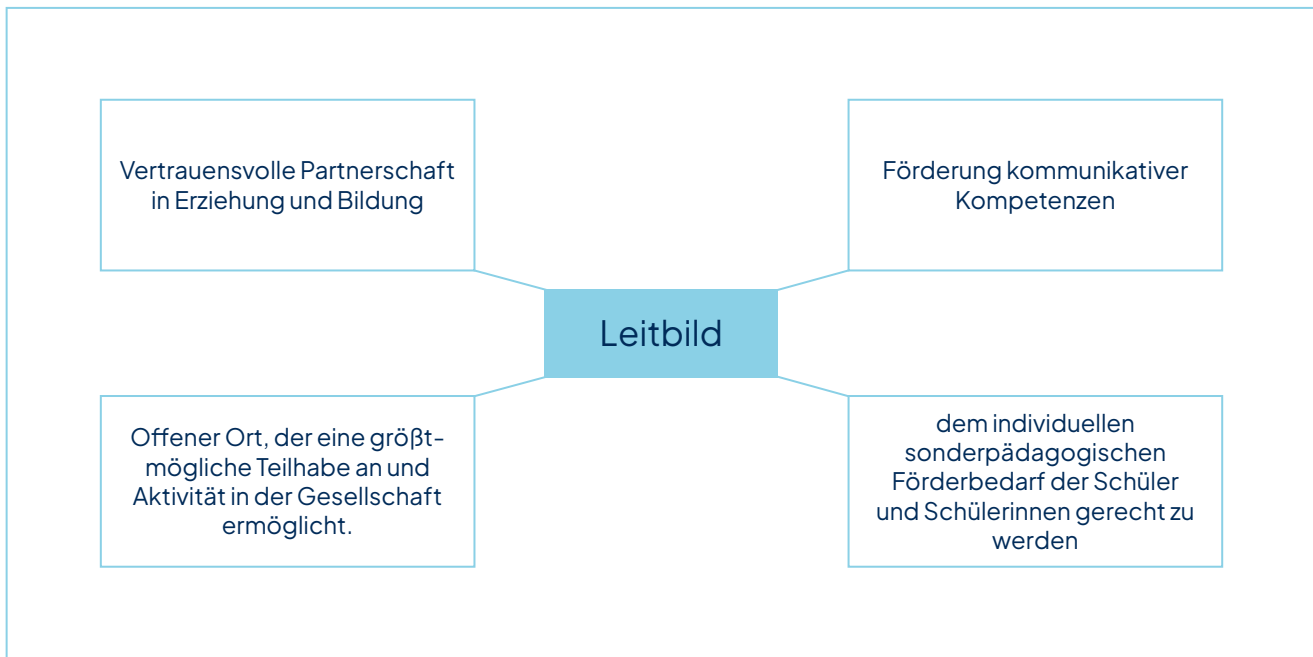 Vertrauensvolle Partnerschaft
in Erziehung und Bildung
Förderung kommunikativer
Kompetenzen
Leitbild
Offener Ort, der eine größt-
mögliche Teilhabe an und
Aktivität in der Gesellschaft
ermöglicht.
dem individuellen
sonderpädagogischen
Förderbedarf der Schüler
und Schülerinnen gerecht zu
werden